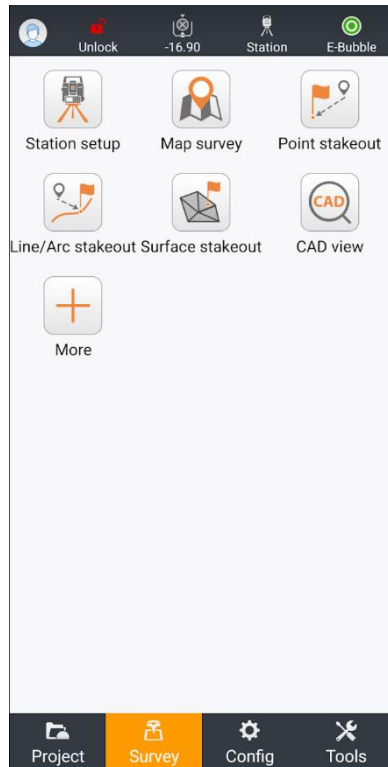 Unlock -16.90 Station E-Bubble
Station setup Map survey Point stakeout
CAD
Line/Arc stakeout Surface stakeout CAD view
More
Project Survey Config Tools